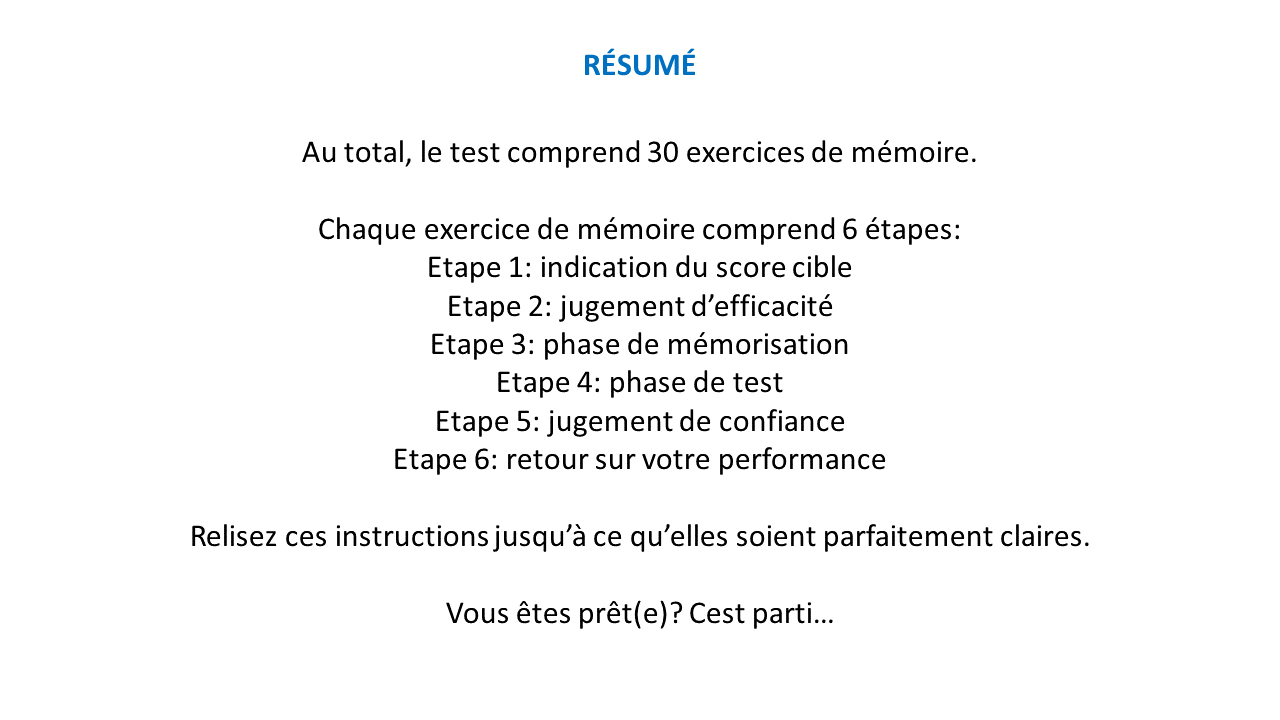 RÉSUMÉ
Au total, le test comprend 30 exercices de mémoire.
Chaque exercice de mémoire comprend 6 étapes:
Etape 1: indication du score cible
Etape 2: jugement d’efficacité
Etape 3: phase de mémorisation
Etape 4: phase de test
Etape 5: jugement de confiance
Etape 6: retour sur votre performance
Relisez ces instructions jusqu’à ce qu’elles soient parfaitement claires.
Vous êtes prêt(e)? Cest parti…